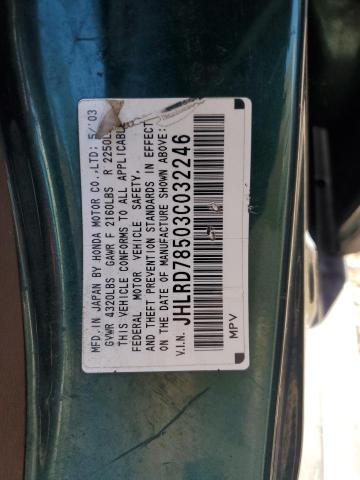 MFD. IN JAPAN BY HONDA MOTOR CO.,LTD: 5/'03
GVWR 4320LBS GAWR F 2160LBS R 2250LBS
THIS VEHICLE CONFORMS TO ALL APPLICABLE
FEDERAL MOTOR VEHICLE SAFETY,
AND THEFT PREVENTION STANDARDS IN EFFECT
ON THE DATE OF MANUFACTURE SHOWN ABOVE:
V.I.N. JHLRD78503C032246
MPV